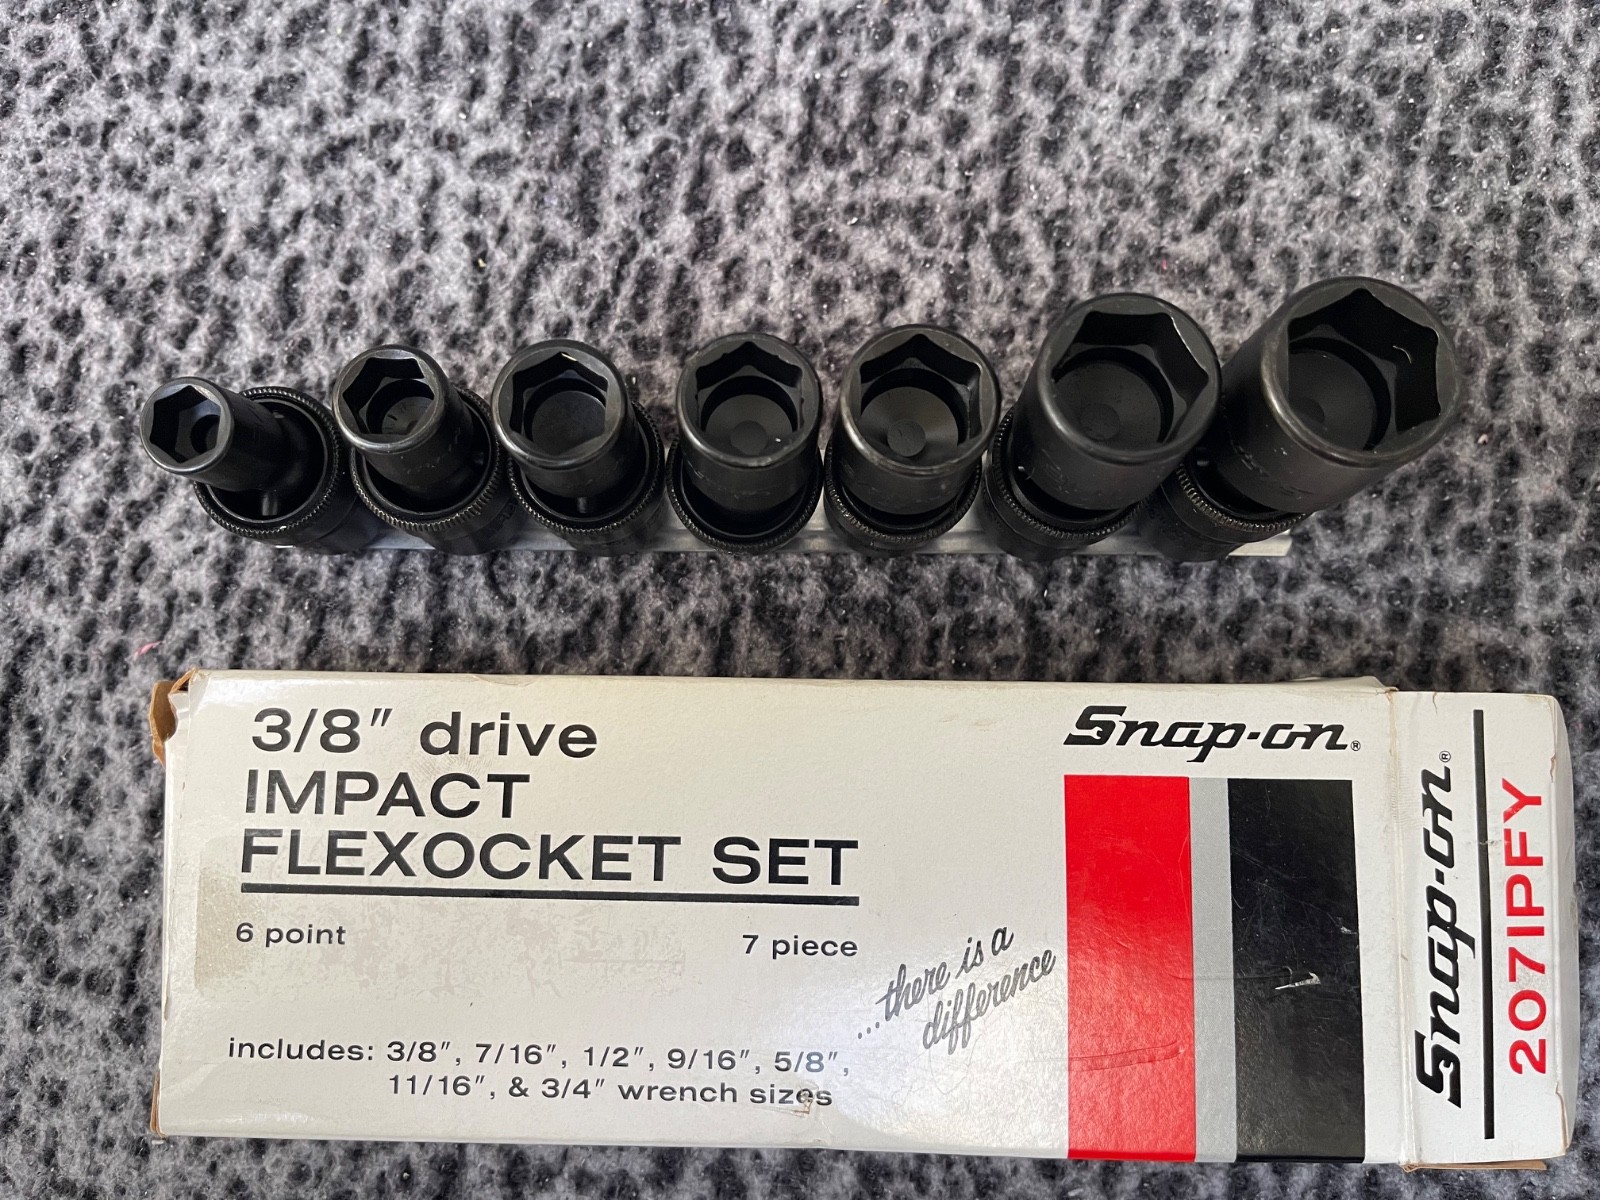 3/8" drive
IMPACT
FLEXOCKET SET
6 point
7 piece
includes: 3/8", 7/16", 1/2", 9/16", 5/8",
11/16", & 3/4" wrench sizes
...there is a
difference
Snap-on®
Snap-on®
207IPFY